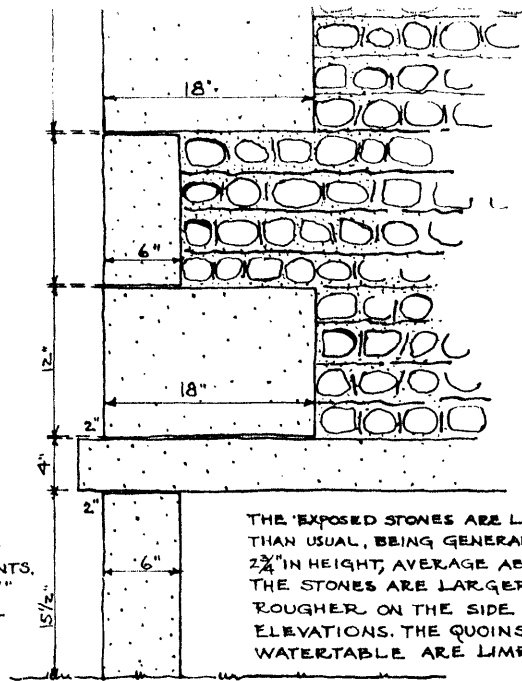 18"
6"
12"
18"
2"
4"
2"
6"
15½"
NTS.
"
THE EXPOSED STONES ARE L
THAN USUAL, BEING GENERA
2¾" IN HEIGHT, AVERAGE AB
THE STONES ARE LARGER
ROUGHER ON THE SIDE
ELEVATIONS. THE QUOINS
WATERTABLE ARE LIME